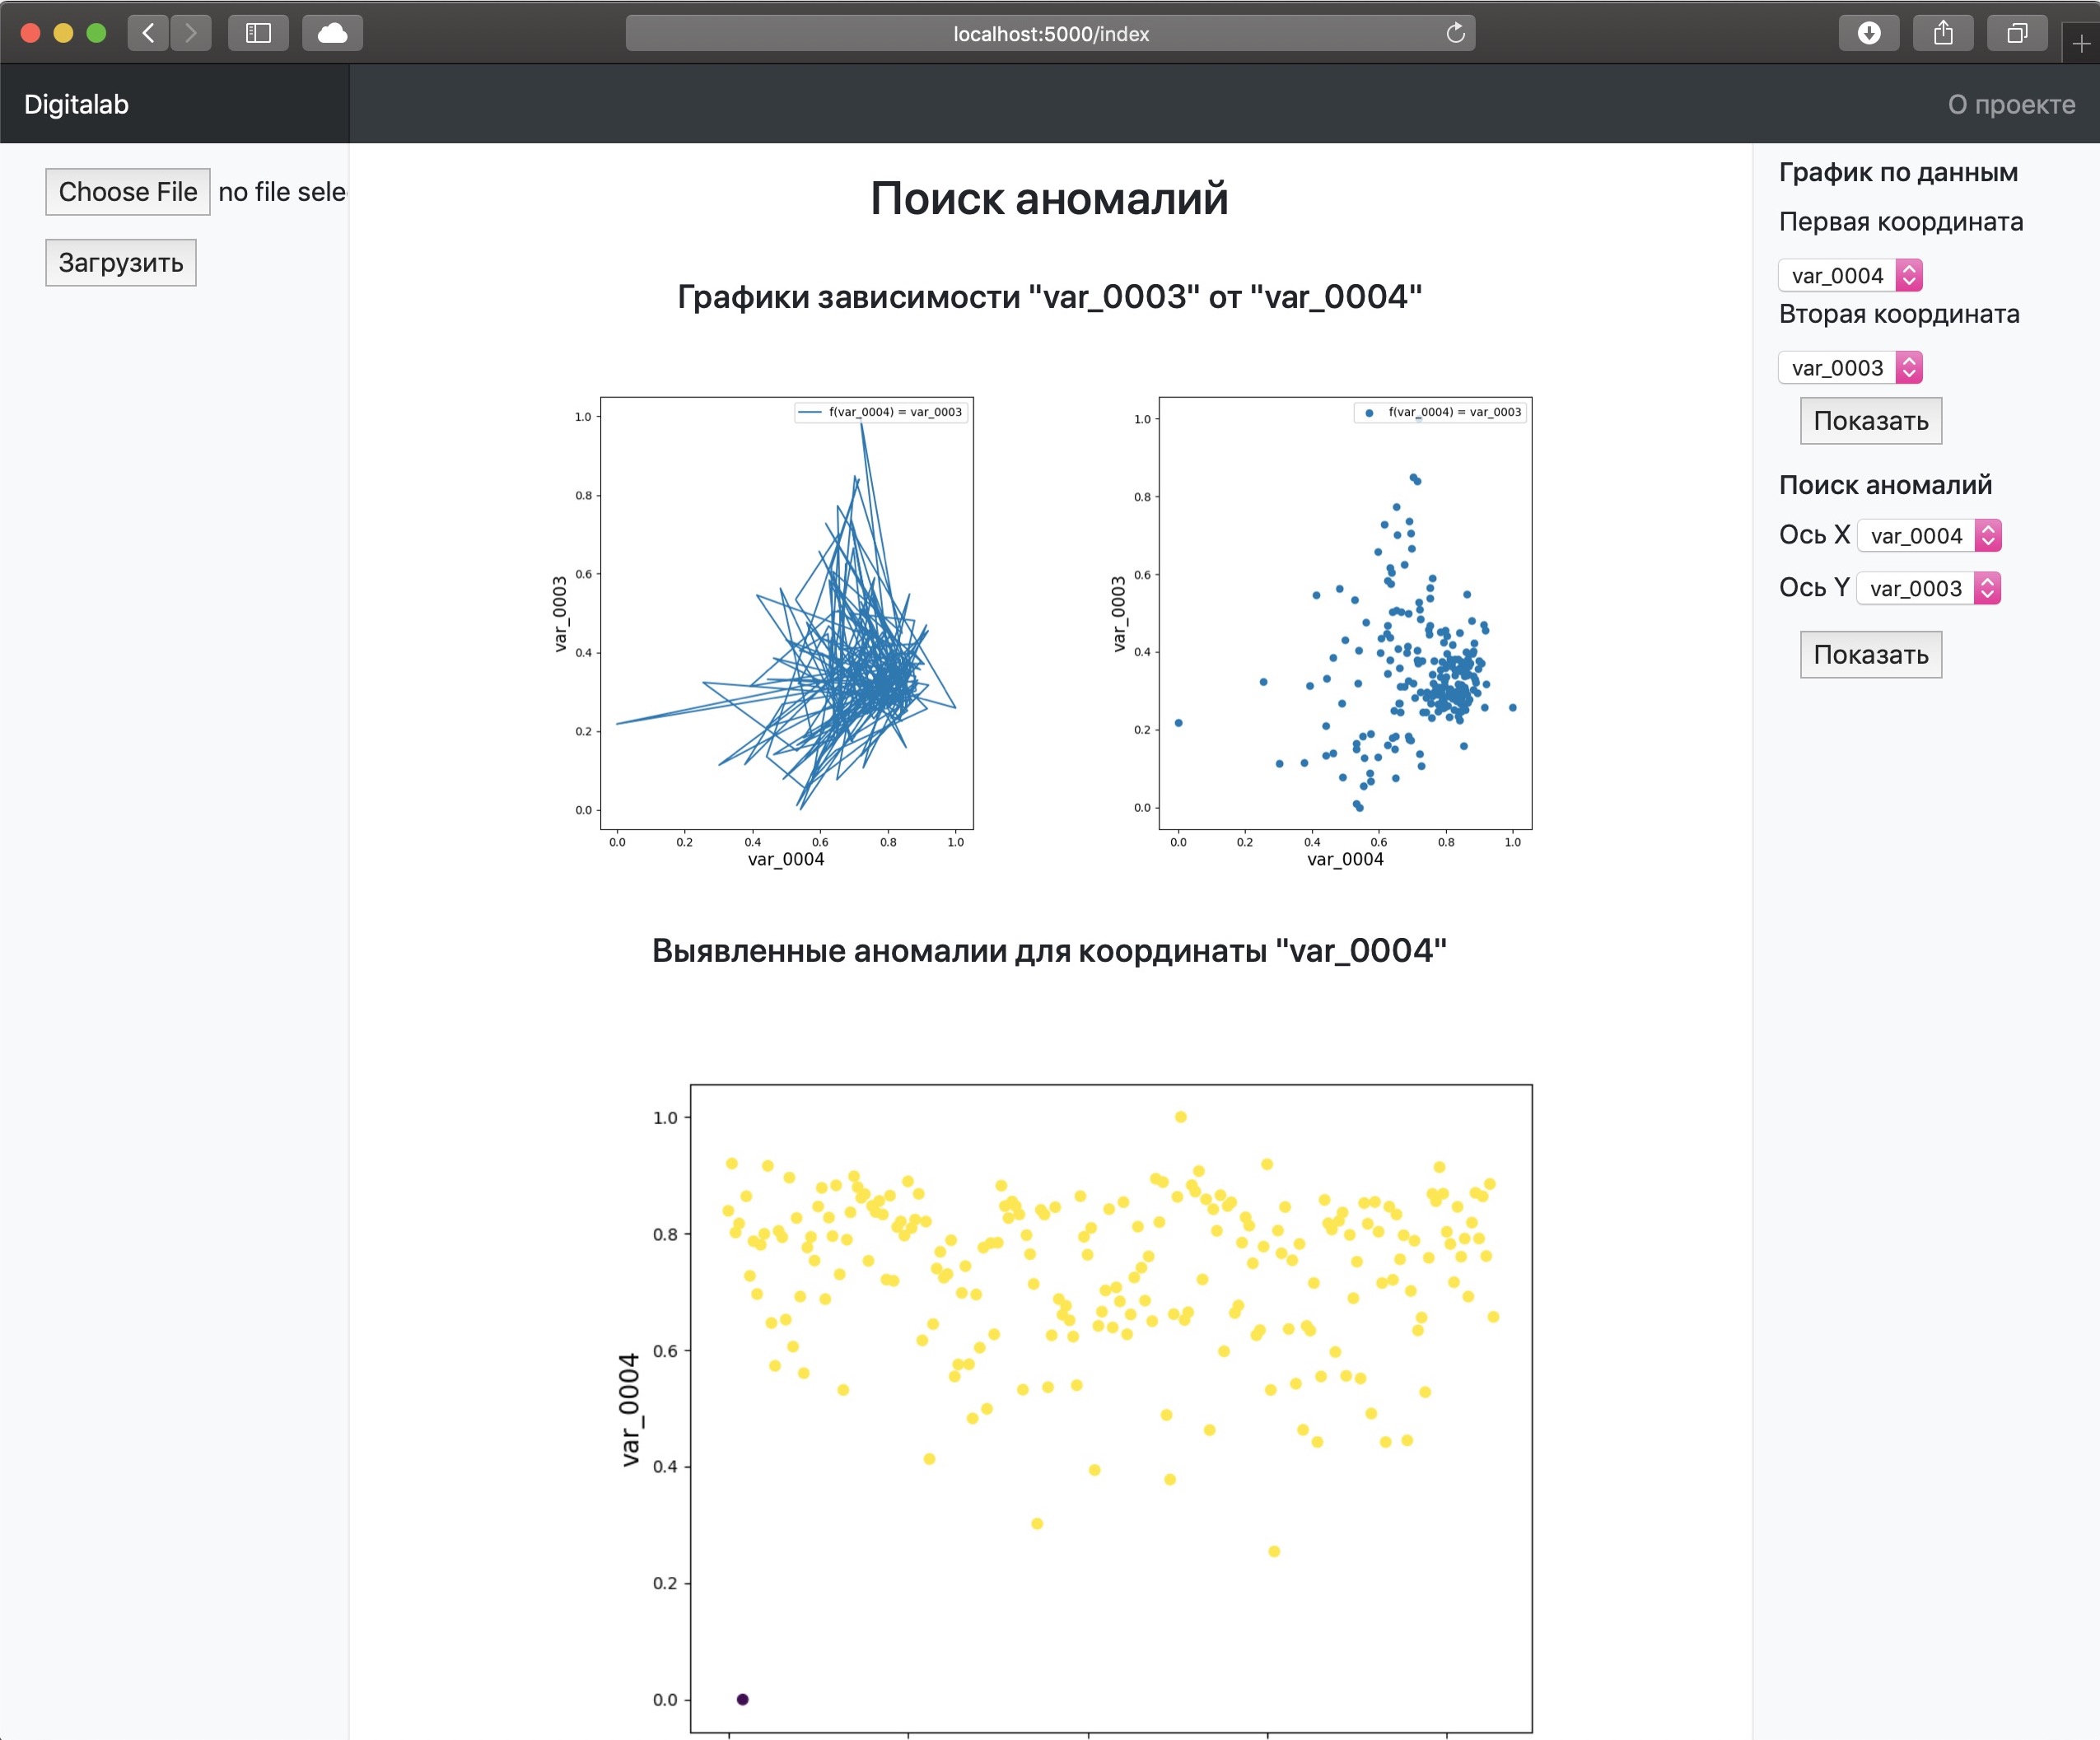 localhost:5000/index
Digitalab
О проекте
Choose File no file sele
Загрузить
Поиск аномалий
Графики зависимости "var_0003" от "var_0004"
f(var_0004) = var_0003
1.0
0.8
0.6
0.4
0.2
0.0
var_0003
0.0 0.2 0.4 0.6 0.8 1.0
var_0004
f(var_0004) = var_0003
1.0
0.8
0.6
0.4
0.2
0.0
var_0003
0.0 0.2 0.4 0.6 0.8 1.0
var_0004
Выявленные аномалии для координаты "var_0004"
1.0
0.8
0.6
0.4
0.2
0.0
var_0004
График по данным
Первая координата
var_0004
Вторая координата
var_0003
Показать
Поиск аномалий
Ось X var_0004
Ось Y var_0003
Показать